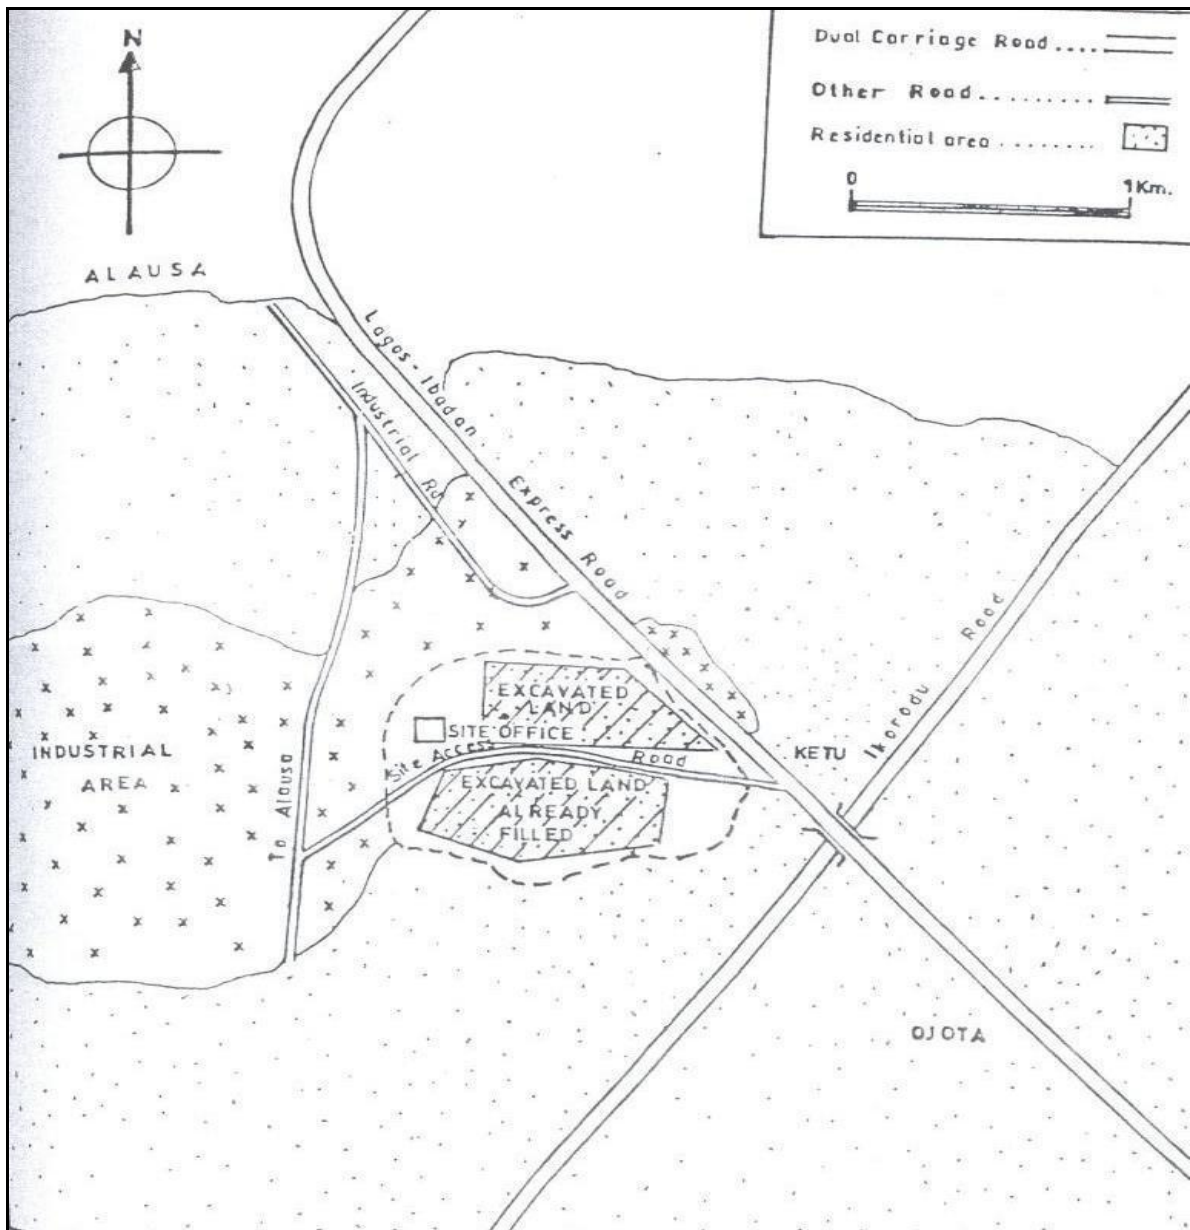 N
Dual Carriage Road ....
Other Road .........
Residential area .......
0 1Km.
ALAUSA
Lagos - Ibadan Express Road
Industrial Rd
Ikorodu Road
EXCAVATED
LAND
SITE OFFICE
Site Access Road
KETU
INDUSTRIAL
AREA
To Alausa
EXCAVATED LAND
ALREADY
FILLED
OJOTA